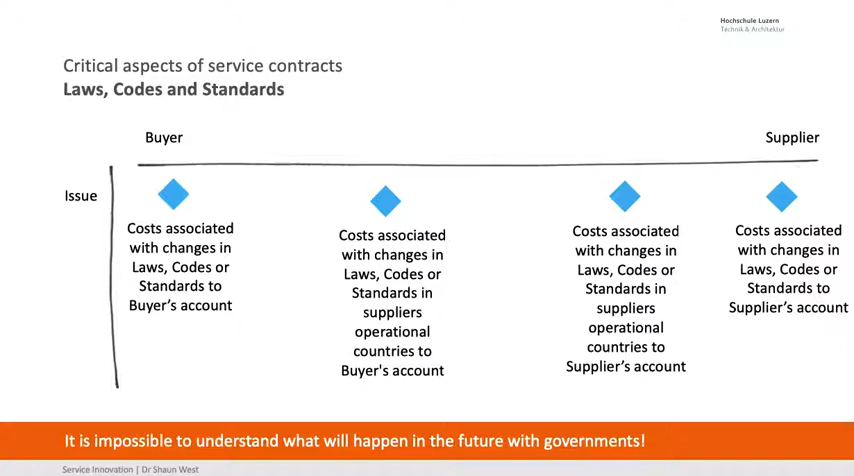 Hochschule Luzern
Technik & Architektur
Critical aspects of service contracts
Laws, Codes and Standards
Buyer
Supplier
Issue
Costs associated
with changes in
Laws, Codes or
Standards to
Buyer’s account
Costs associated
with changes in
Laws, Codes or
Standards in
suppliers
operational
countries to
Buyer's account
Costs associated
with changes in
Laws, Codes or
Standards in
suppliers
operational
countries to
Supplier’s account
Costs associated
with changes in
Laws, Codes or
Standards to
Supplier’s account
It is impossible to understand what will happen in the future with governments!
Service Innovation | Dr Shaun West